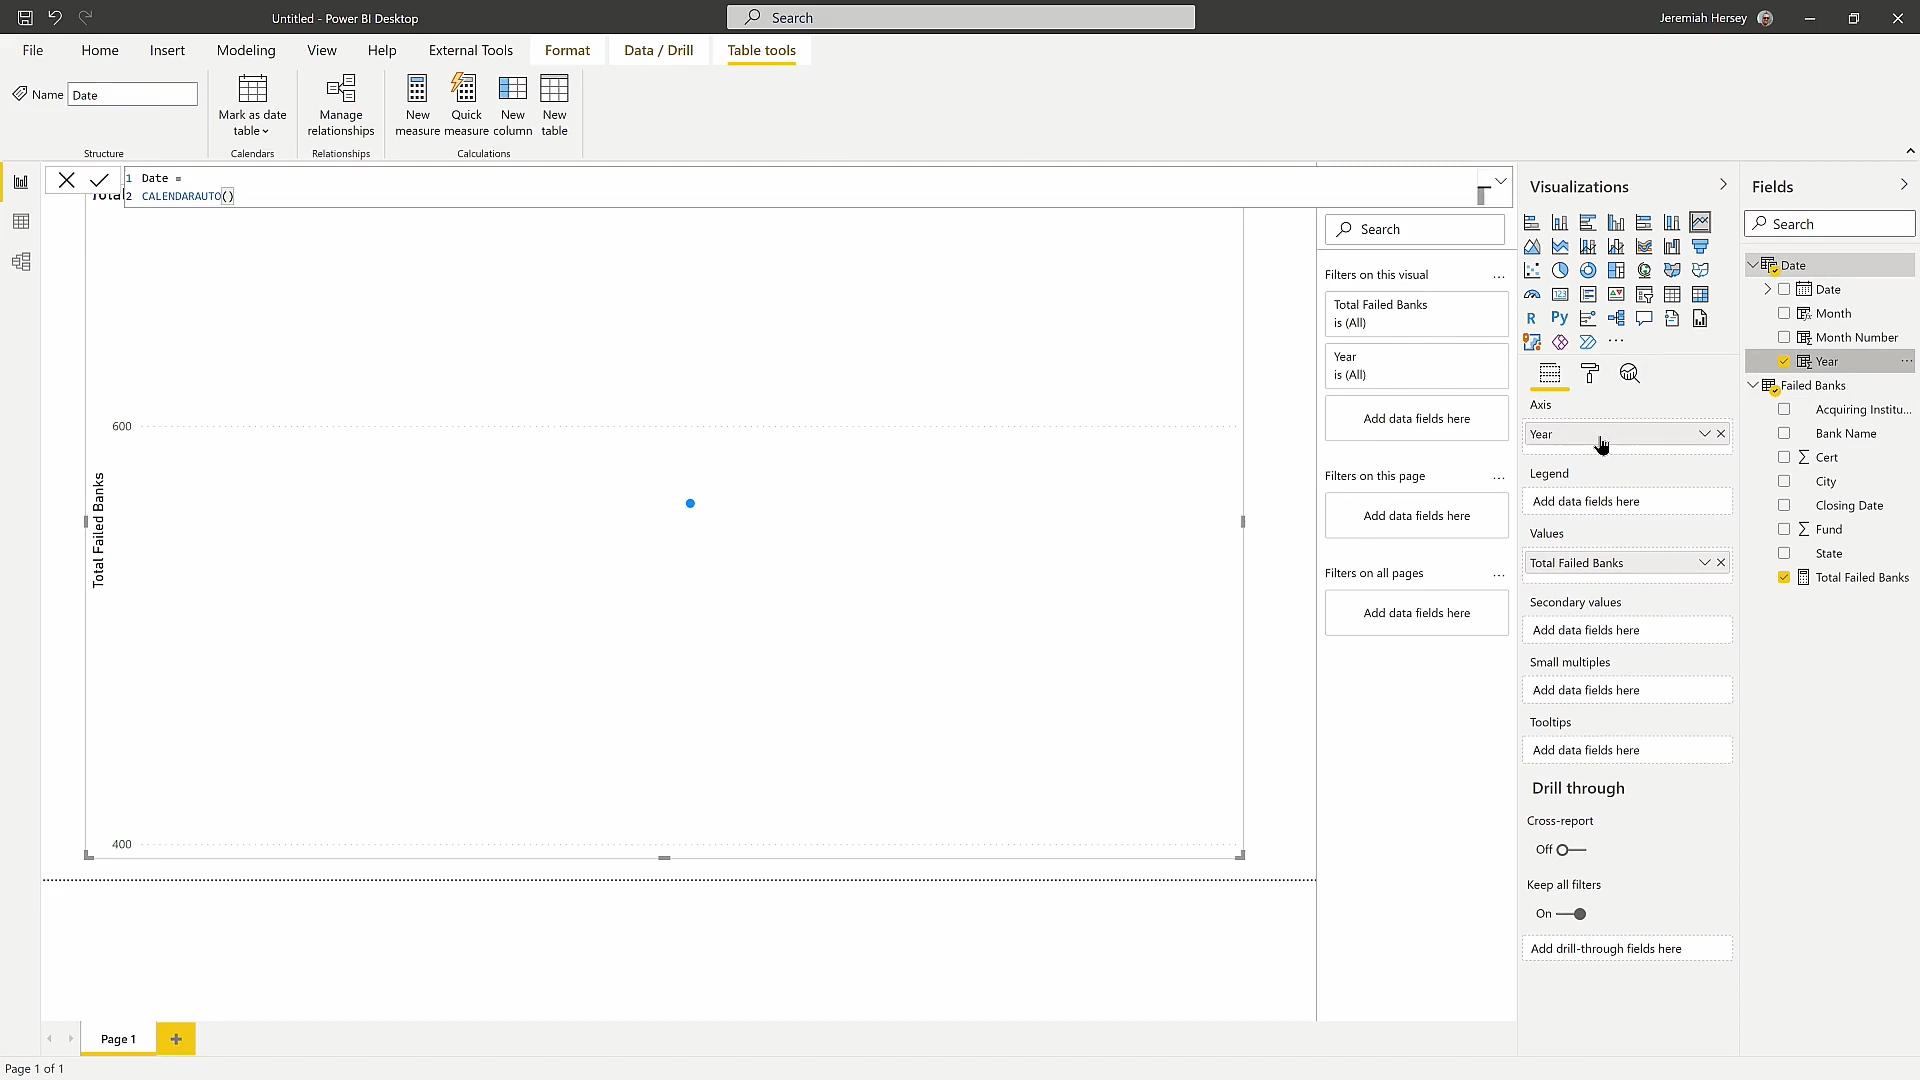 Untitled - Power BI Desktop
Search
Jeremiah Hersey
File
Home
Insert
Modeling
View
Help
External Tools
Format
Data / Drill
Table tools
Name
Date
Mark as date
table
Manage
relationships
New
measure
Quick
measure
New
column
New
table
Structure
Calendars
Relationships
Calculations
1 Date =
2 CALENDARAUTO()
Total
600
400
Total Failed Banks
Search
Filters on this visual
...
Total Failed Banks
is (All)
Year
is (All)
Add data fields here
Filters on this page
...
Add data fields here
Filters on all pages
...
Add data fields here
Visualizations
R
Py
123
...
Axis
Year
Legend
Add data fields here
Values
Total Failed Banks
Secondary values
Add data fields here
Small multiples
Add data fields here
Tooltips
Add data fields here
Drill through
Cross-report
Off
Keep all filters
On
Add drill-through fields here
Fields
Search
Date
Date
Month
Month Number
Year
...
Failed Banks
Acquiring Institu...
Bank Name
Cert
City
Closing Date
Fund
State
Total Failed Banks
Page 1
+
Page 1 of 1